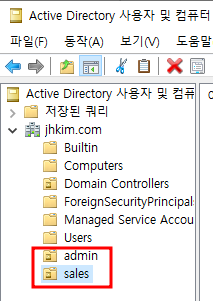 Active Directory 사용자 및 컴퓨터
파일(F) 동작(A) 보기(V) 도움말
Active Directory 사용자 및 컴퓨
저장된 쿼리
jhkim.com
Builtin
Computers
Domain Controllers
ForeignSecurityPrincipals
Managed Service Accou
Users
admin
sales